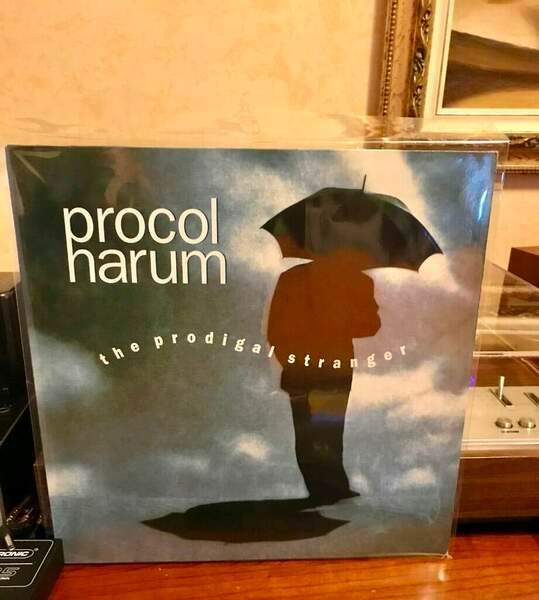 procol
harum
the prodigal stranger